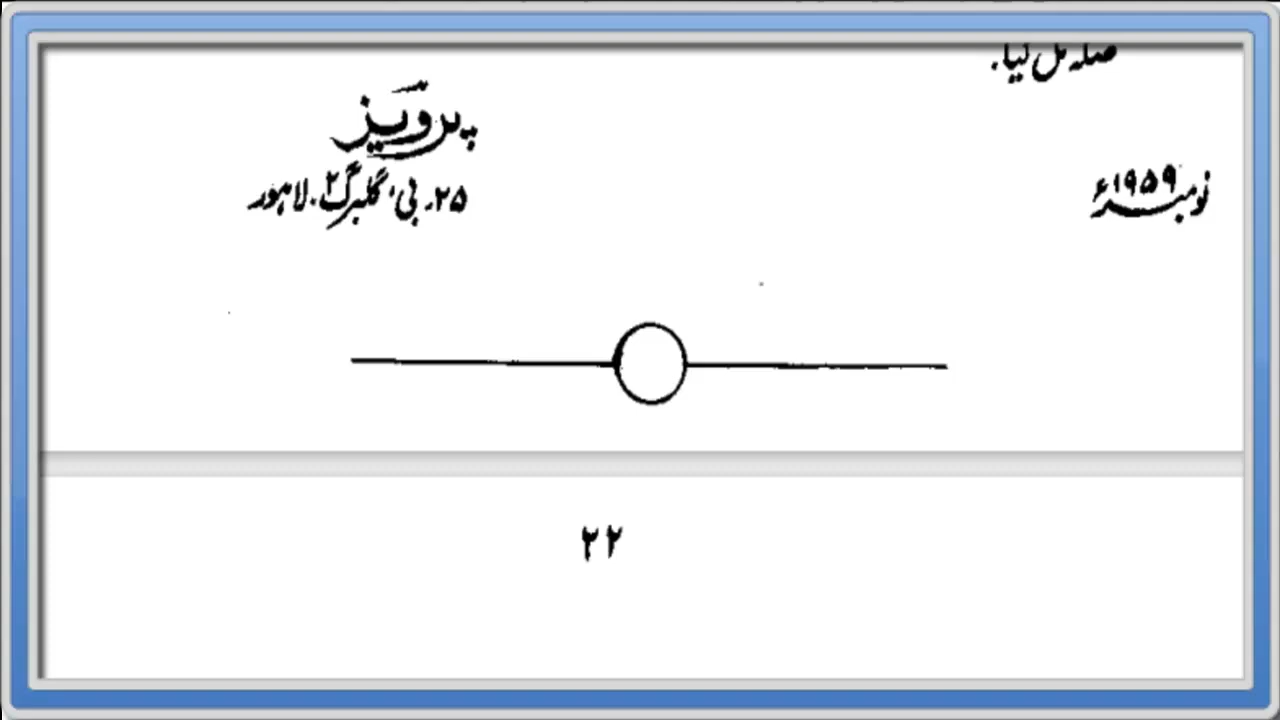 صلہ مل گیا۔
پرویز
نومبر ۱۹۵۹ء
۲۵۔ بی، گلبرگ ۲۔ لاہور
۲۲